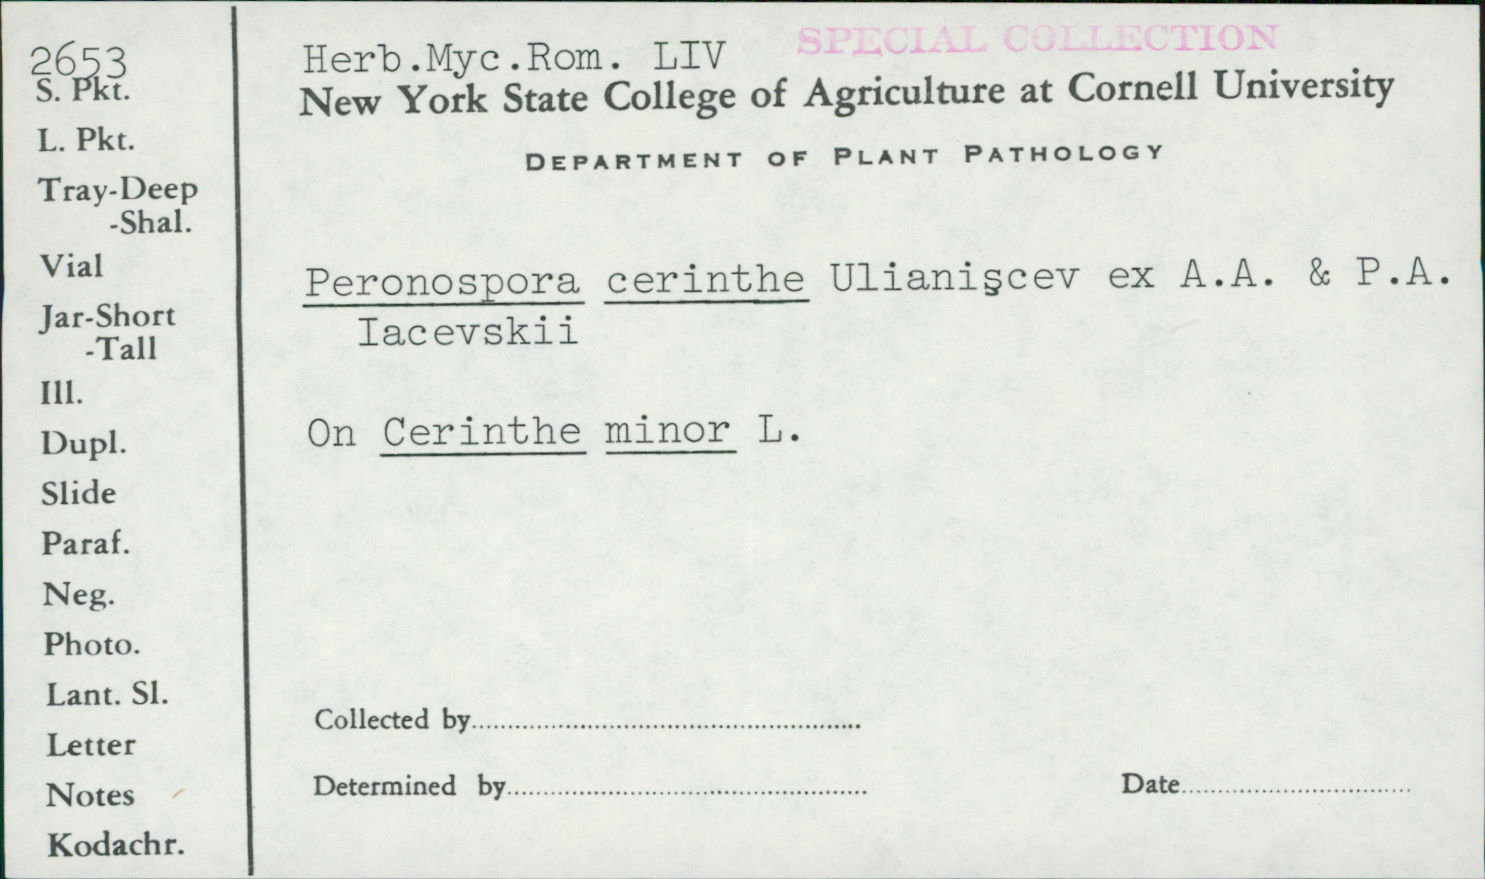 2653
S. Pkt.
L. Pkt.
Tray-Deep
-Shal.
Vial
Jar-Short
-Tall
Ill.
Dupl.
Slide
Paraf.
Neg.
Photo.
Lant. Sl.
Letter
Notes
Kodachr.
Herb.Myc.Rom. LIV
SPECIAL COLLECTION
New York State College of Agriculture at Cornell University
DEPARTMENT OF PLANT PATHOLOGY
Peronospora cerinthe Ulianişcev ex A.A. & P.A.
Iacevskii
On Cerinthe minor L.
Collected by
Determined by
Date